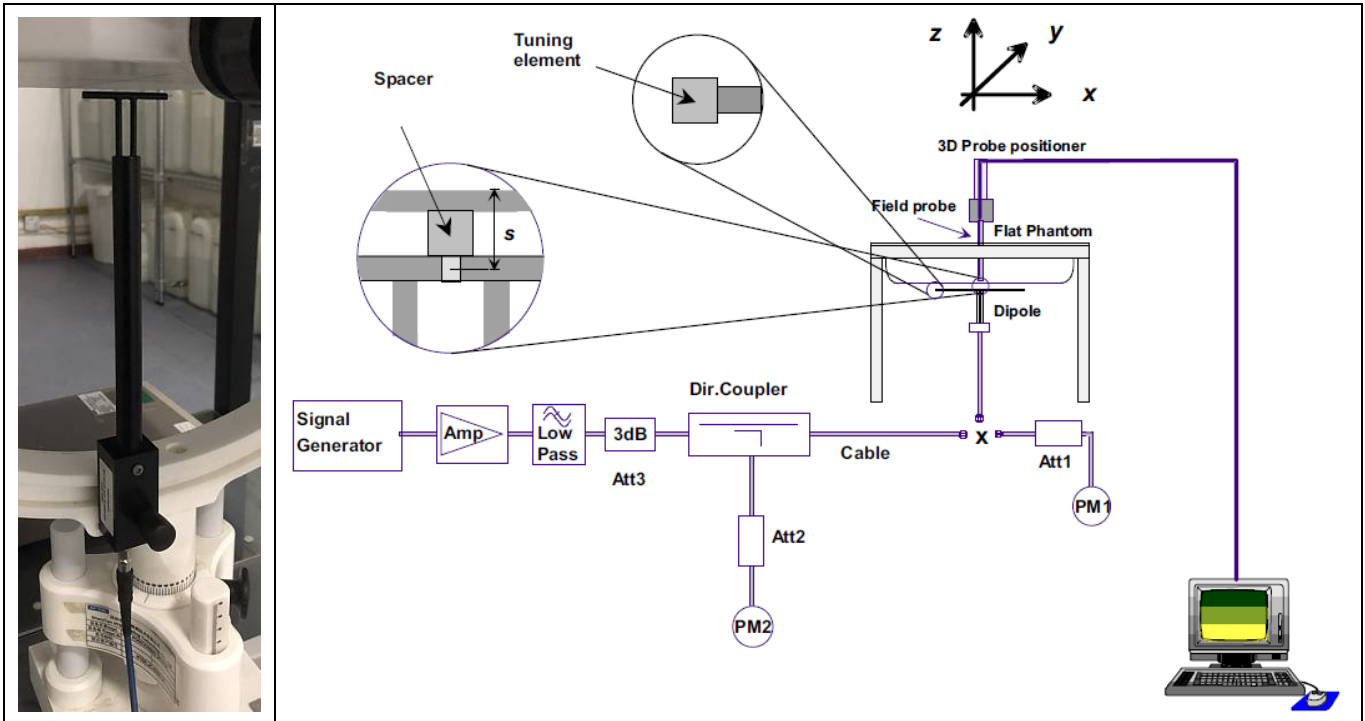 Tuning
element
Spacer
s
z
y
x
3D Probe positioner
Field probe
Flat Phantom
Dipole
Signal
Generator
Amp
Low
Pass
3dB
Att3
Dir.Coupler
Cable
x
Att1
PM1
Att2
PM2